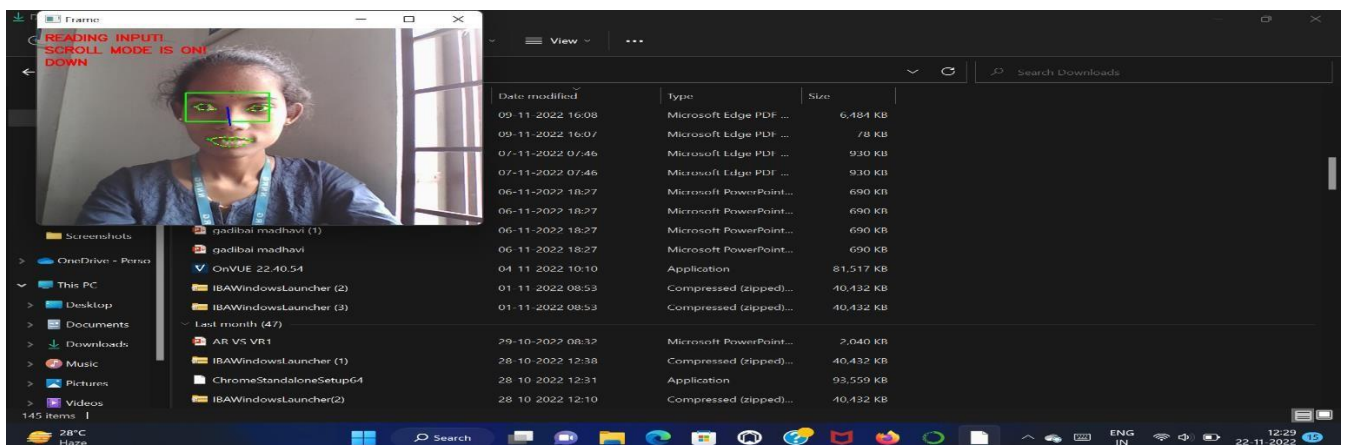 Frame
READING INPUT!
SCROLL MODE IS ON!
DOWN
View
Search Downloads
Date modified Type Size
09-11-2022 16:08 Microsoft Edge PDF ... 6,484 KB
09-11-2022 16:07 Microsoft Edge PDF ... 78 KB
07-11-2022 07:46 Microsoft Edge PDF ... 930 KB
07-11-2022 07:46 Microsoft Edge PDF ... 930 KB
06-11-2022 18:27 Microsoft PowerPoint... 690 KB
06-11-2022 18:27 Microsoft PowerPoint... 690 KB
Screenshots gadibai madhavi (1) 06-11-2022 18:27 Microsoft PowerPoint... 690 KB
gadibai madhavi 06-11-2022 18:27 Microsoft PowerPoint... 690 KB
OneDrive - Perso OnVUE 22.40.54 04-11-2022 10:10 Application 81,517 KB
This PC IBAWindowsLauncher (2) 01-11-2022 08:53 Compressed (zipped)... 40,432 KB
Desktop IBAWindowsLauncher (3) 01-11-2022 08:53 Compressed (zipped)... 40,432 KB
Documents Last month (47)
Downloads AR VS VR1 29-10-2022 08:32 Microsoft PowerPoint... 2,040 KB
Music IBAWindowsLauncher (1) 28-10-2022 12:38 Compressed (zipped)... 40,432 KB
Pictures ChromeStandaloneSetup64 28-10-2022 12:31 Application 93,559 KB
Videos IBAWindowsLauncher(2) 28-10-2022 12:10 Compressed (zipped)... 40,432 KB
145 items
28°C
Haze
Search
ENG
IN
12:29
22-11-2022
15